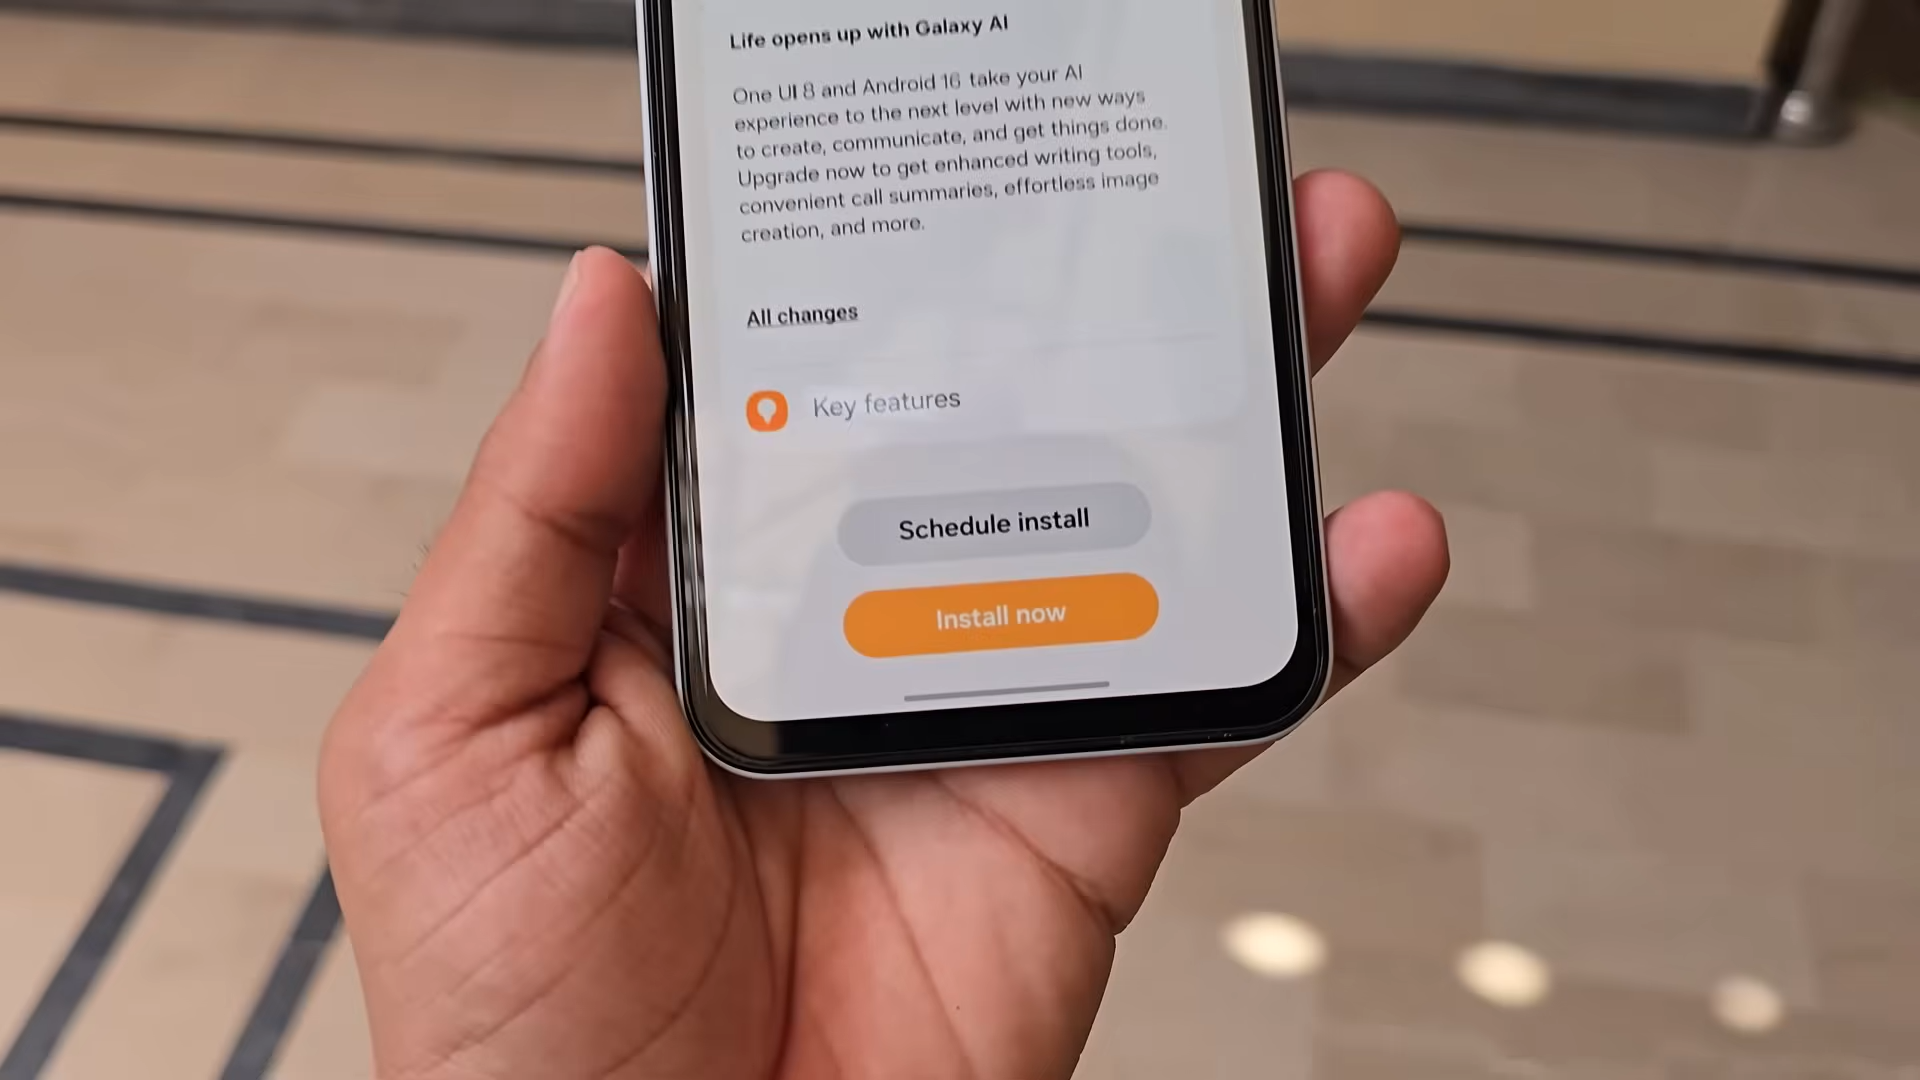 Life opens up with Galaxy AI
One UI 8 and Android 16 take your AI
experience to the next level with new ways
to create, communicate, and get things done.
Upgrade now to get enhanced writing tools,
convenient call summaries, effortless image
creation, and more.
All changes
Key features
Schedule install
Install now